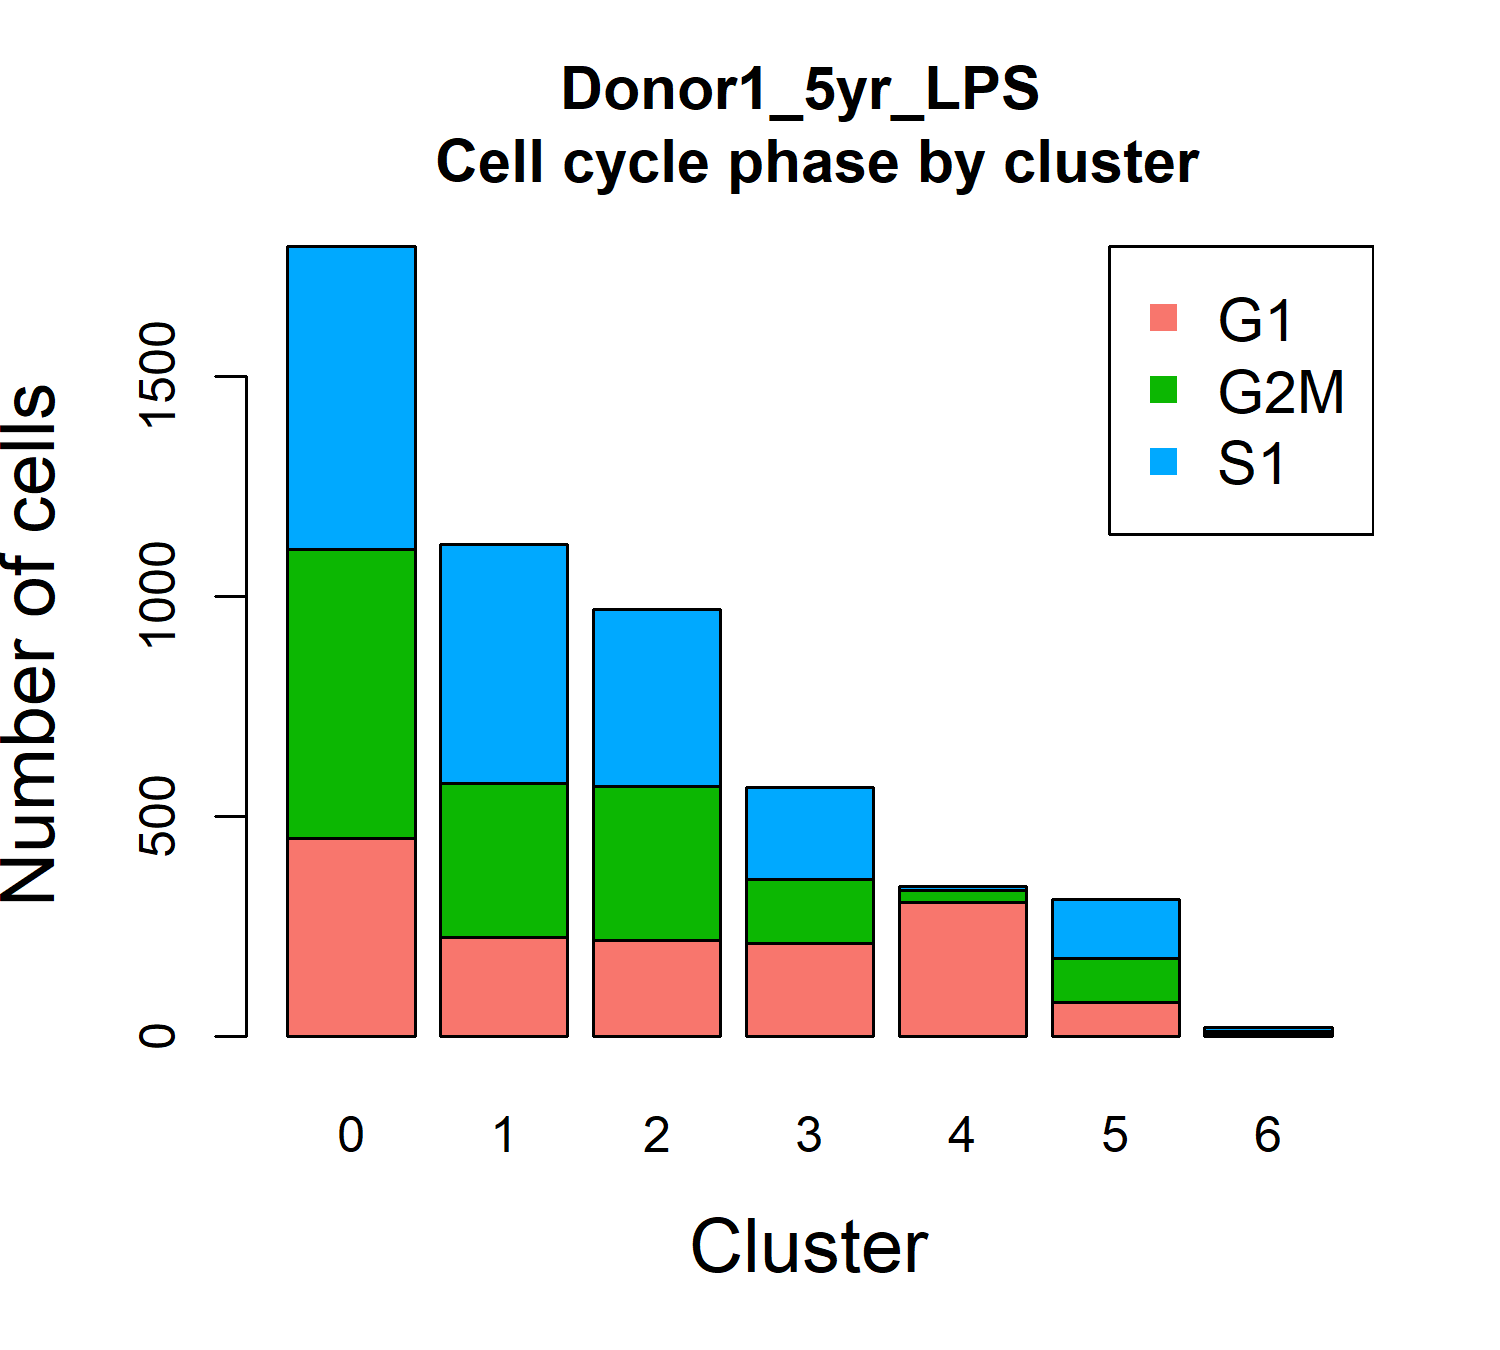 Donor1_5yr_LPS
Cell cycle phase by cluster
G1
G2M
S1
Number of cells
1500
1000
500
0
0 1 2 3 4 5 6
Cluster